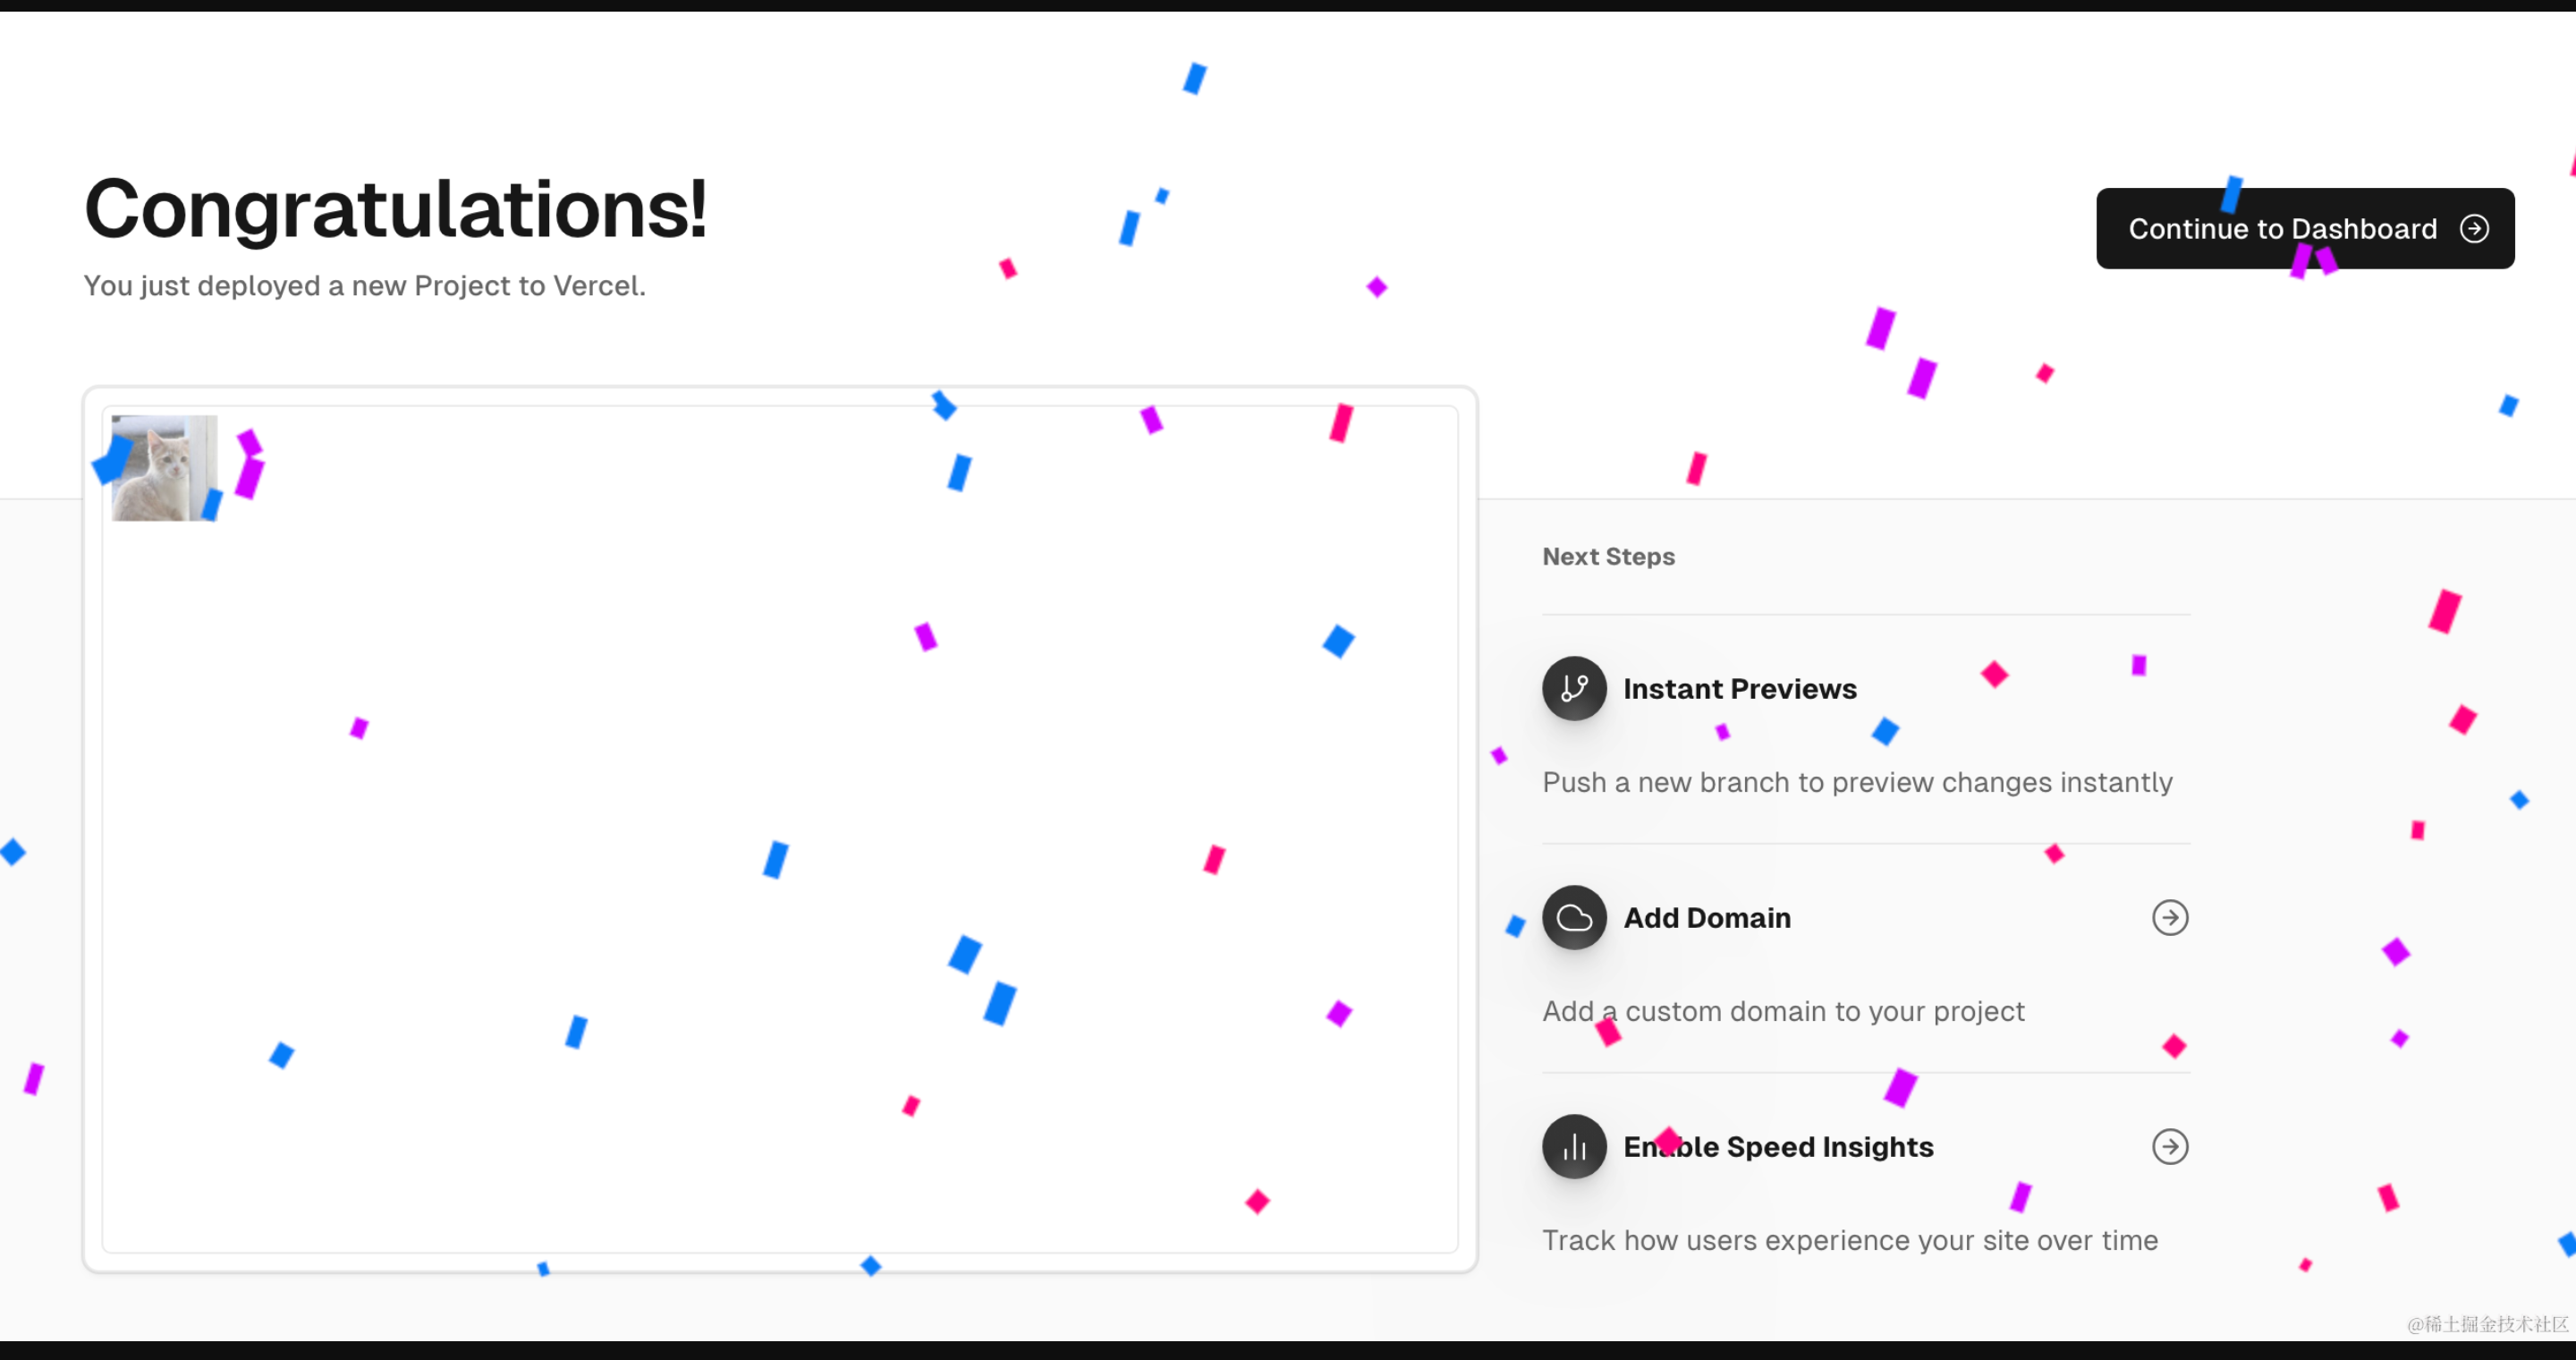 Congratulations!
You just deployed a new Project to Vercel.
Continue to Dashboard
Next Steps
Instant Previews
Push a new branch to preview changes instantly
Add Domain
Add a custom domain to your project
Enable Speed Insights
Track how users experience your site over time
@稀土掘金技术社区